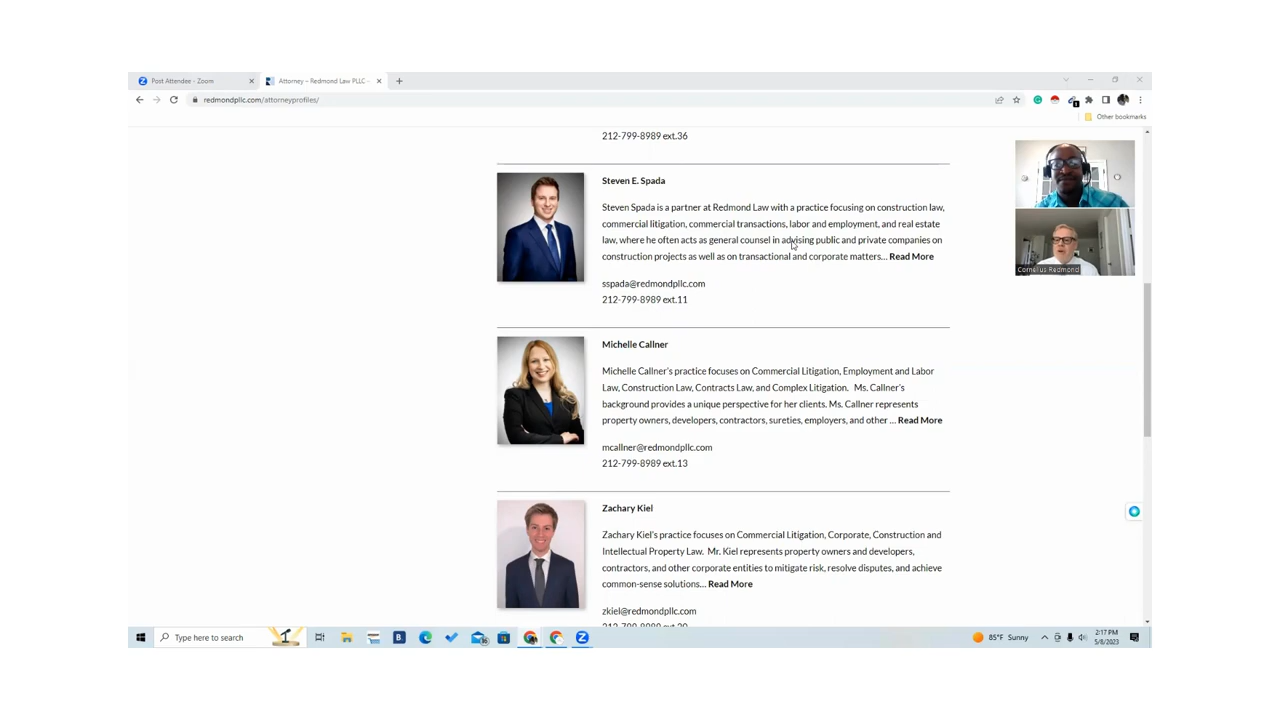 Post Attendee - Zoom
Attorney – Redmond Law PLLC –
redmondpllc.com/attorneyprofiles/
Other bookmarks
212-799-8989 ext.36
Steven E. Spada
Steven Spada is a partner at Redmond Law with a practice focusing on construction law,
commercial litigation, commercial transactions, labor and employment, and real estate
law, where he often acts as general counsel in advising public and private companies on
construction projects as well as on transactional and corporate matters... Read More
sspada@redmondpllc.com
212-799-8989 ext.11
Cornelius Redmond
Michelle Callner
Michelle Callner's practice focuses on Commercial Litigation, Employment and Labor
Law, Construction Law, Contracts Law, and Complex Litigation. Ms. Callner's
background provides a unique perspective for her clients. Ms. Callner represents
property owners, developers, contractors, sureties, employers, and other ... Read More
mcallner@redmondpllc.com
212-799-8989 ext.13
Zachary Kiel
Zachary Kiel's practice focuses on Commercial Litigation, Corporate, Construction and
Intellectual Property Law. Mr. Kiel represents property owners and developers,
contractors, and other corporate entities to mitigate risk, resolve disputes, and achieve
common-sense solutions... Read More
zkiel@redmondpllc.com
Type here to search
85°F Sunny
2:17 PM
5/8/2023